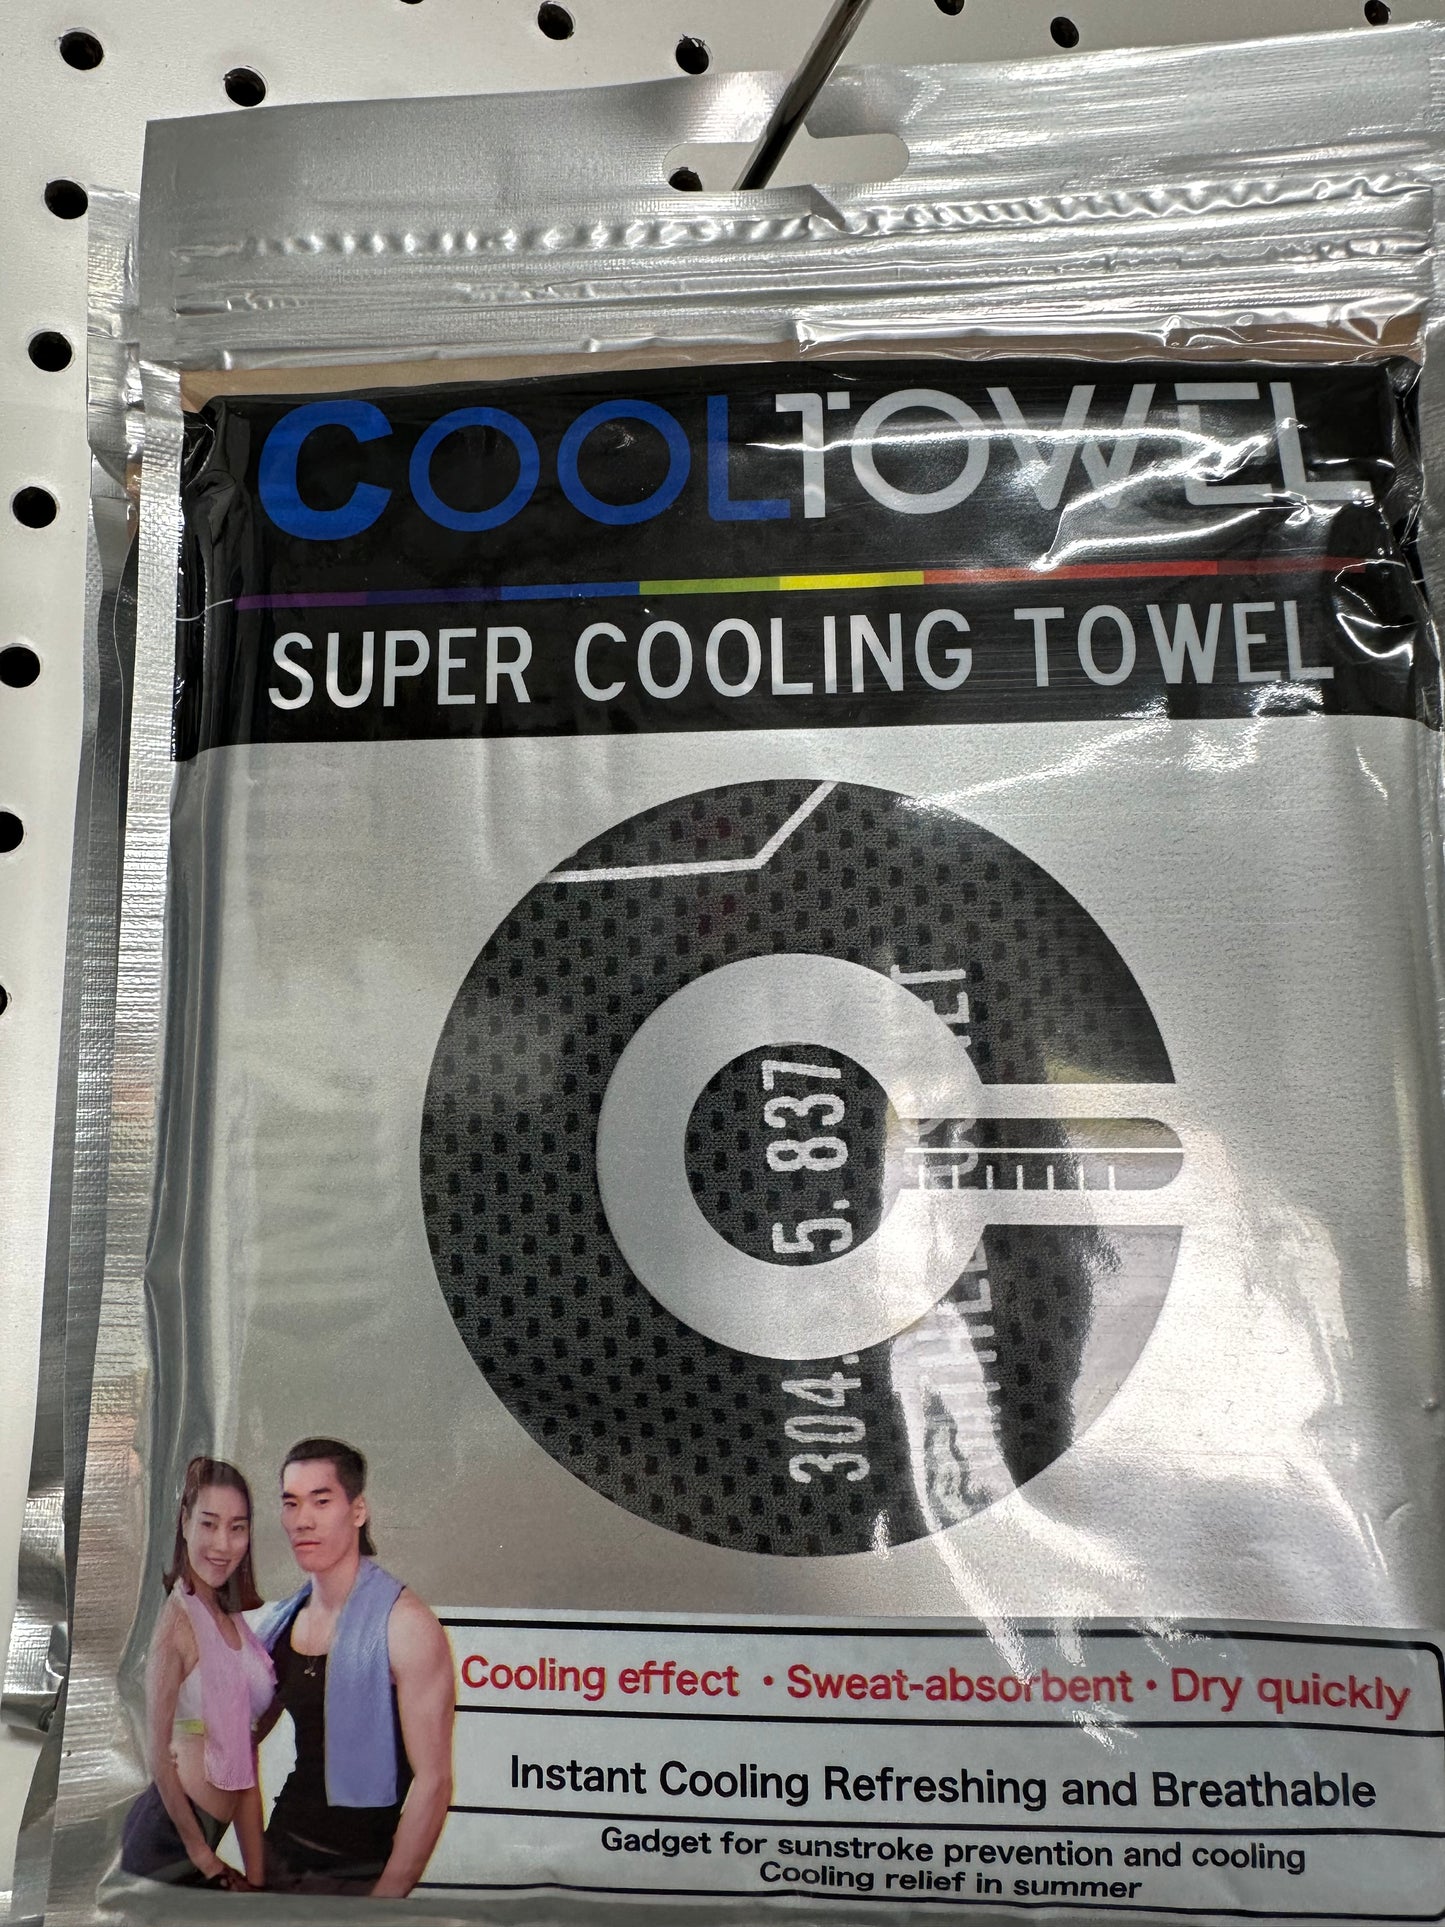 COOLTOWEL
SUPER COOLING TOWEL
304.
5.837
Cooling effect · Sweat-absorbent · Dry quickly
Instant Cooling Refreshing and Breathable
Gadget for sunstroke prevention and cooling
Cooling relief in summer